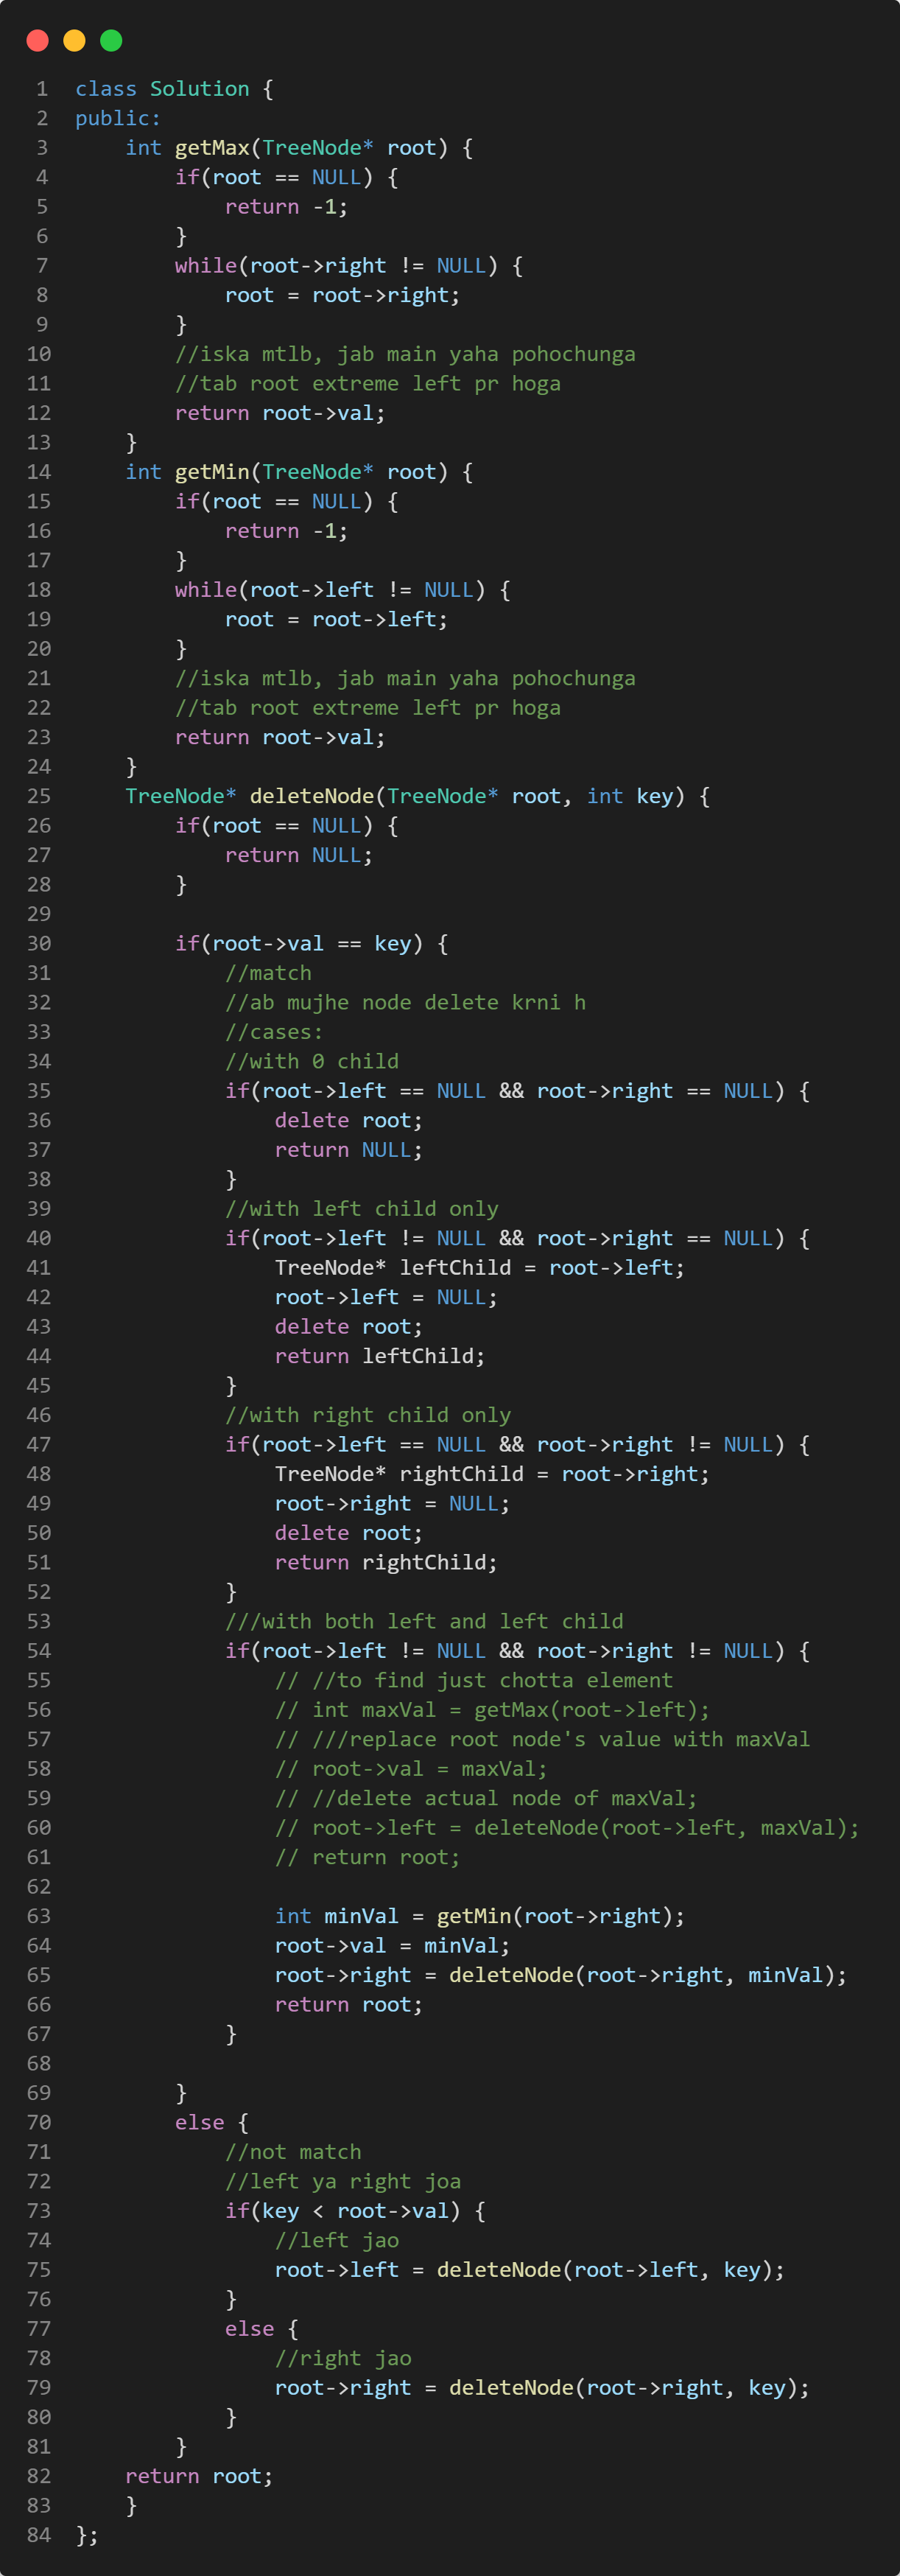 1 class Solution {
2 public:
3     int getMax(TreeNode* root) {
4         if(root == NULL) {
5             return -1;
6         }
7         while(root->right != NULL) {
8             root = root->right;
9         }
10         //iska mtlb, jab main yaha pohochunga
11         //tab root extreme left pr hoga
12         return root->val;
13     }
14     int getMin(TreeNode* root) {
15         if(root == NULL) {
16             return -1;
17         }
18         while(root->left != NULL) {
19             root = root->left;
20         }
21         //iska mtlb, jab main yaha pohochunga
22         //tab root extreme left pr hoga
23         return root->val;
24     }
25     TreeNode* deleteNode(TreeNode* root, int key) {
26         if(root == NULL) {
27             return NULL;
28         }
29
30         if(root->val == key) {
31             //match
32             //ab mujhe node delete krni h
33             //cases:
34             //with 0 child
35             if(root->left == NULL && root->right == NULL) {
36                 delete root;
37                 return NULL;
38             }
39             //with left child only
40             if(root->left != NULL && root->right == NULL) {
41                 TreeNode* leftChild = root->left;
42                 root->left = NULL;
43                 delete root;
44                 return leftChild;
45             }
46             //with right child only
47             if(root->left == NULL && root->right != NULL) {
48                 TreeNode* rightChild = root->right;
49                 root->right = NULL;
50                 delete root;
51                 return rightChild;
52             }
53             ///with both left and left child
54             if(root->left != NULL && root->right != NULL) {
55                 // //to find just chotta element
56                 // int maxVal = getMax(root->left);
57                 // ///replace root node's value with maxVal
58                 // root->val = maxVal;
59                 // //delete actual node of maxVal;
60                 // root->left = deleteNode(root->left, maxVal);
61                 // return root;
62
63                 int minVal = getMin(root->right);
64                 root->val = minVal;
65                 root->right = deleteNode(root->right, minVal);
66                 return root;
67             }
68
69         }
70         else {
71             //not match
72             //left ya right joa
73             if(key < root->val) {
74                 //left jao
75                 root->left = deleteNode(root->left, key);
76             }
77             else {
78                 //right jao
79                 root->right = deleteNode(root->right, key);
80             }
81         }
82     return root;
83     }
84 };